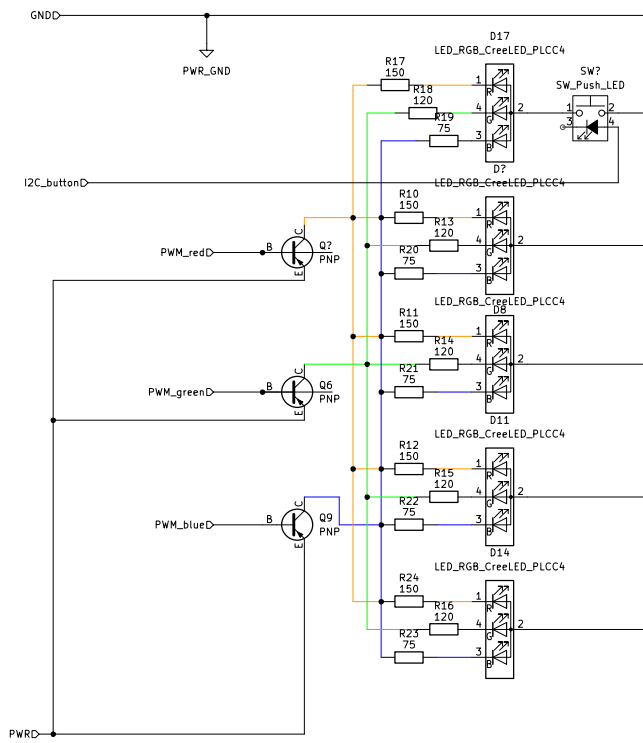 GND
PWR_GND
D17
LED_RGB_CreeLED_PLCC4
R17
150
1
R
R18
120
4
G
2
R19
75
3
B
SW?
SW_Push_LED
1
2
3
4
I2C_button
D?
LED_RGB_CreeLED_PLCC4
R10
150
1
R
R13
120
4
G
2
R20
75
3
B
PWM_red
B
C
E
Q?
PNP
LED_RGB_CreeLED_PLCC4
D8
R11
150
1
R
R14
120
4
G
2
R21
75
3
B
PWM_green
B
C
E
Q6
PNP
D11
LED_RGB_CreeLED_PLCC4
R12
150
1
R
R15
120
4
G
2
R22
75
3
B
PWM_blue
B
C
E
Q9
PNP
D14
LED_RGB_CreeLED_PLCC4
R24
150
1
R
R16
120
4
G
2
R23
75
3
B
PWR